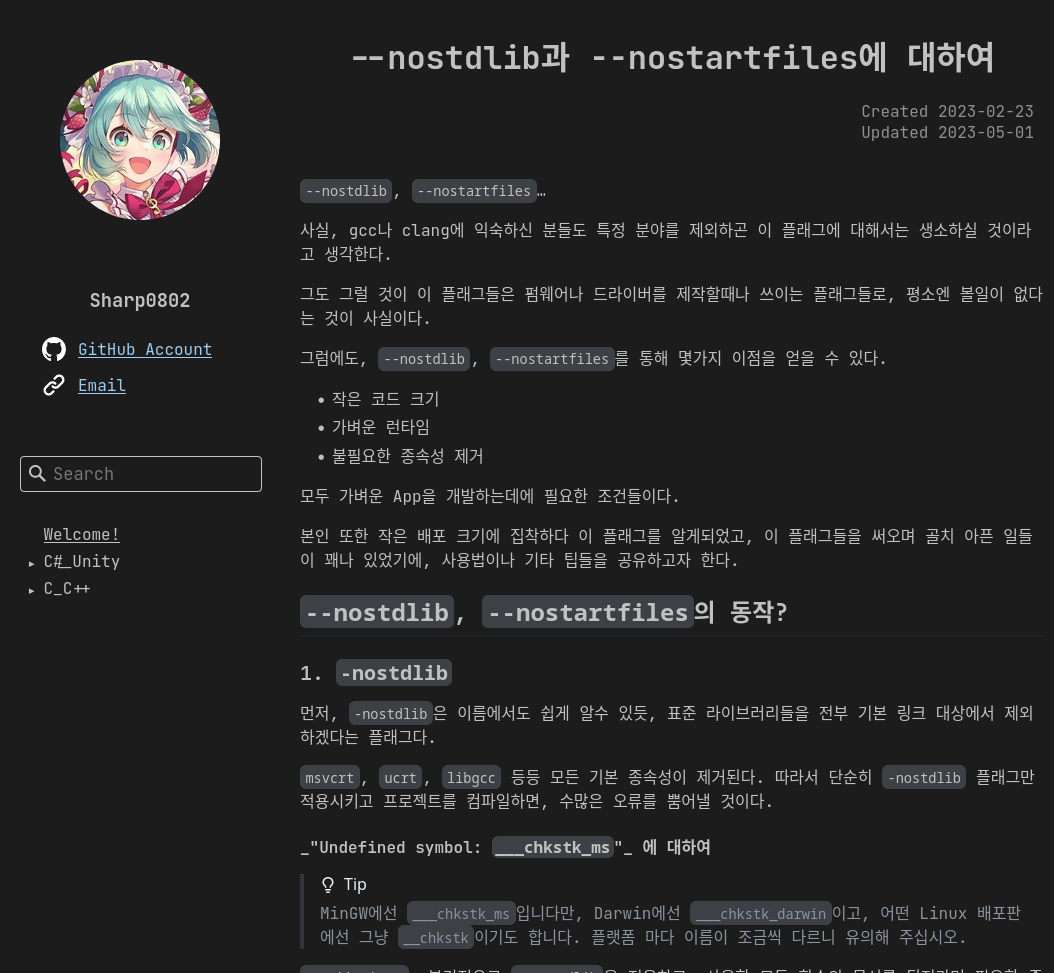 Sharp0802
GitHub Account
Email
Search
Welcome!
▸ C#_Unity
▸ C_C++
--nostdlib과 --nostartfiles에 대하여
Created 2023-02-23
Updated 2023-05-01
--nostdlib, --nostartfiles…
사실, gcc나 clang에 익숙하신 분들도 특정 분야를 제외하곤 이 플래그에 대해서는 생소하실 것이라
고 생각한다.
그도 그럴 것이 이 플래그들은 펌웨어나 드라이버를 제작할때나 쓰이는 플래그들로, 평소엔 볼일이 없다
는 것이 사실이다.
그럼에도, --nostdlib, --nostartfiles를 통해 몇가지 이점을 얻을 수 있다.
• 작은 코드 크기
• 가벼운 런타임
• 불필요한 종속성 제거
모두 가벼운 App을 개발하는데에 필요한 조건들이다.
본인 또한 작은 배포 크기에 집착하다 이 플래그를 알게되었고, 이 플래그들을 써오며 골치 아픈 일들
이 꽤나 있었기에, 사용법이나 기타 팁들을 공유하고자 한다.
--nostdlib, --nostartfiles의 동작?
1. -nostdlib
먼저, -nostdlib은 이름에서도 쉽게 알수 있듯, 표준 라이브러리들을 전부 기본 링크 대상에서 제외
하겠다는 플래그다.
msvcrt, ucrt, libgcc 등등 모든 기본 종속성이 제거된다. 따라서 단순히 -nostdlib 플래그만
적용시키고 프로젝트를 컴파일하면, 수많은 오류를 뿜어낼 것이다.
_"Undefined symbol: ___chkstk_ms"_ 에 대하여
Tip
MinGW에선 ___chkstk_ms입니다만, Darwin에선 ___chkstk_darwin이고, 어떤 Linux 배포판
에선 그냥 __chkstk이기도 합니다. 플랫폼 마다 이름이 조금씩 다르니 유의해 주십시오.